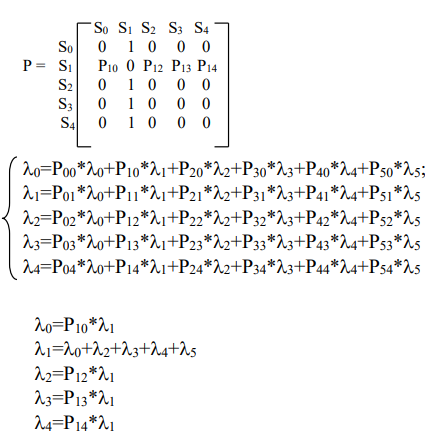 S₀ S₁ S₂ S₃ S₄
S₀ 0 1 0 0 0
P = S₁ P₁₀ 0 P₁₂ P₁₃ P₁₄
S₂ 0 1 0 0 0
S₃ 0 1 0 0 0
S₄ 0 1 0 0 0
λ₀=P₀₀*λ₀+P₁₀*λ₁+P₂₀*λ₂+P₃₀*λ₃+P₄₀*λ₄+P₅₀*λ₅;
λ₁=P₀₁*λ₀+P₁₁*λ₁+P₂₁*λ₂+P₃₁*λ₃+P₄₁*λ₄+P₅₁*λ₅
λ₂=P₀₂*λ₀+P₁₂*λ₁+P₂₂*λ₂+P₃₂*λ₃+P₄₂*λ₄+P₅₂*λ₅
λ₃=P₀₃*λ₀+P₁₃*λ₁+P₂₃*λ₂+P₃₃*λ₃+P₄₃*λ₄+P₅₃*λ₅
λ₄=P₀₄*λ₀+P₁₄*λ₁+P₂₄*λ₂+P₃₄*λ₃+P₄₄*λ₄+P₅₄*λ₅
λ₀=P₁₀*λ₁
λ₁=λ₀+λ₂+λ₃+λ₄+λ₅
λ₂=P₁₂*λ₁
λ₃=P₁₃*λ₁
λ₄=P₁₄*λ₁